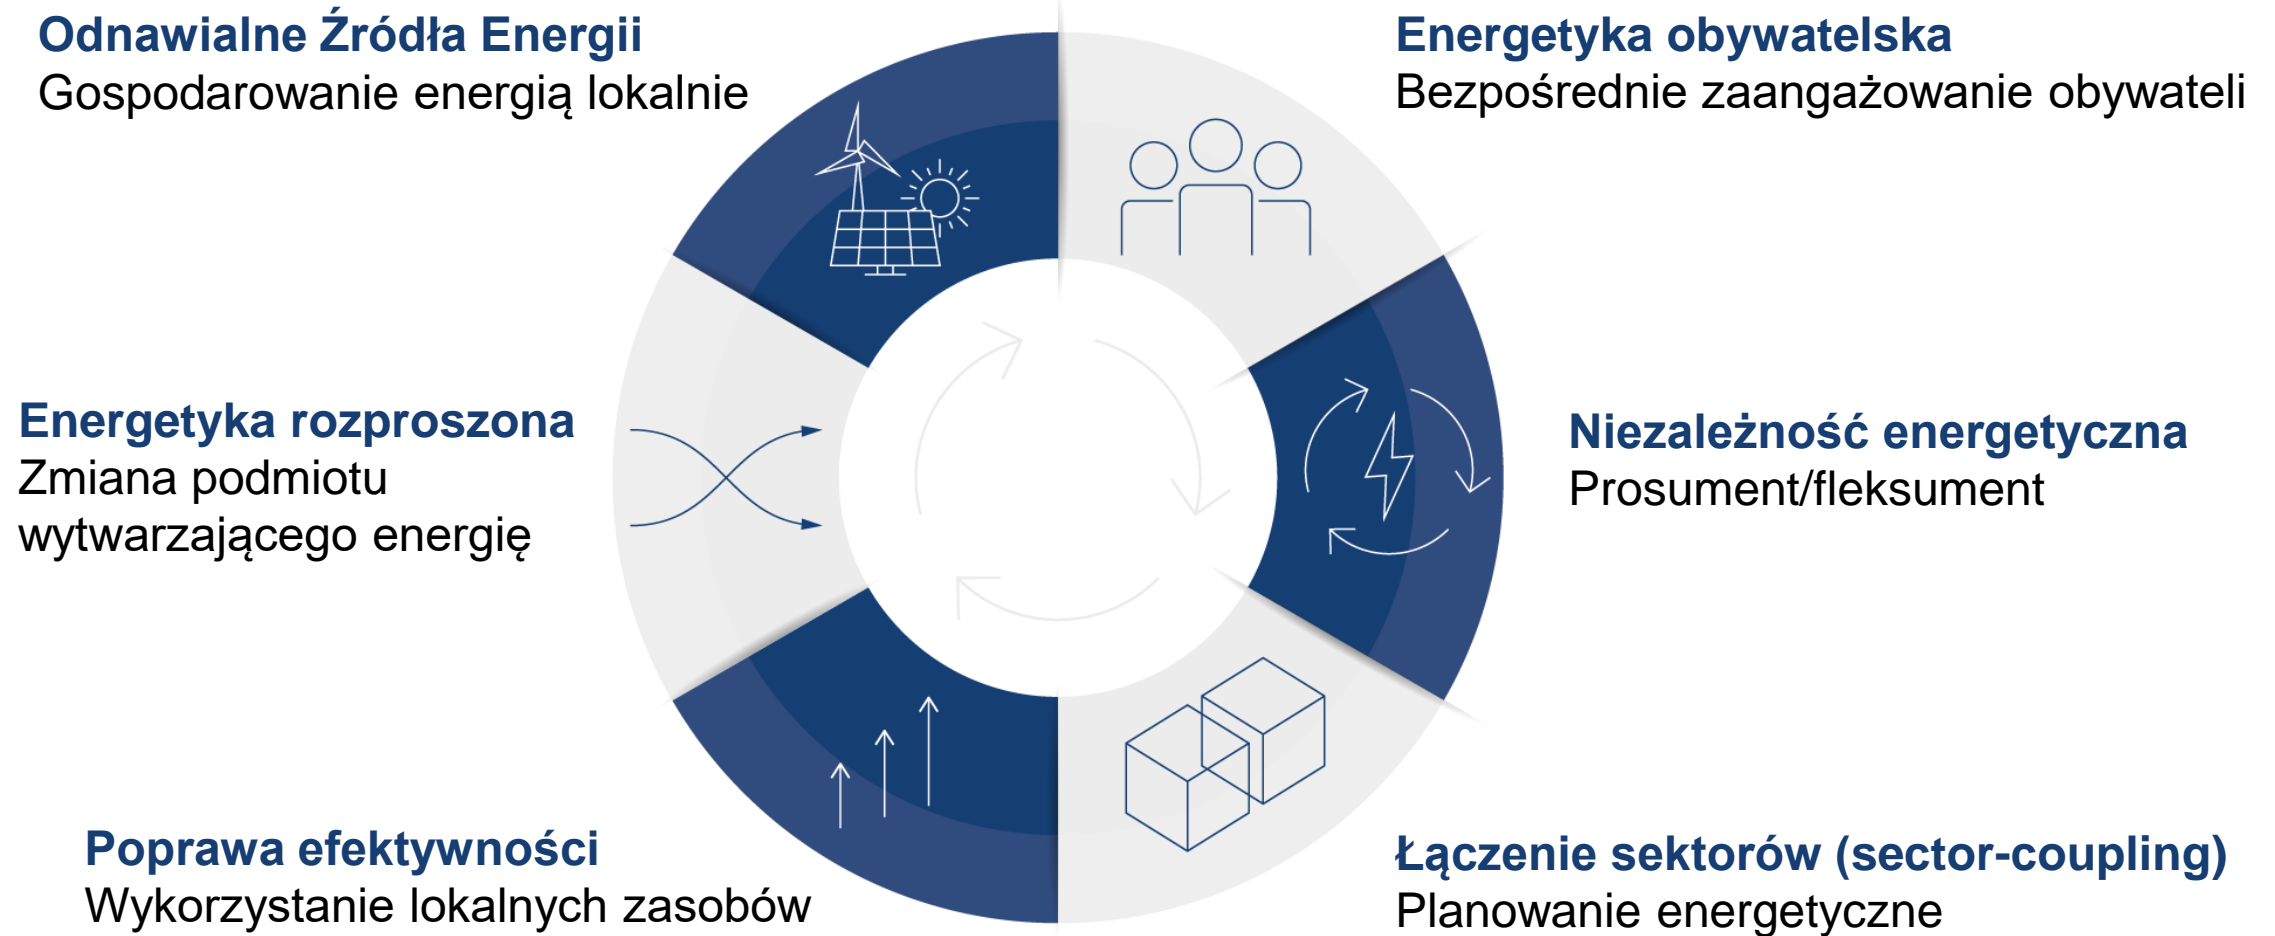 Odnawialne Źródła Energii
Gospodarowanie energią lokalnie
Energetyka obywatelska
Bezpośrednie zaangażowanie obywateli
Energetyka rozproszona
Zmiana podmiotu
wytwarzającego energię
Niezależność energetyczna
Prosument/fleksument
Poprawa efektywności
Wykorzystanie lokalnych zasobów
Łączenie sektorów (sector-coupling)
Planowanie energetyczne